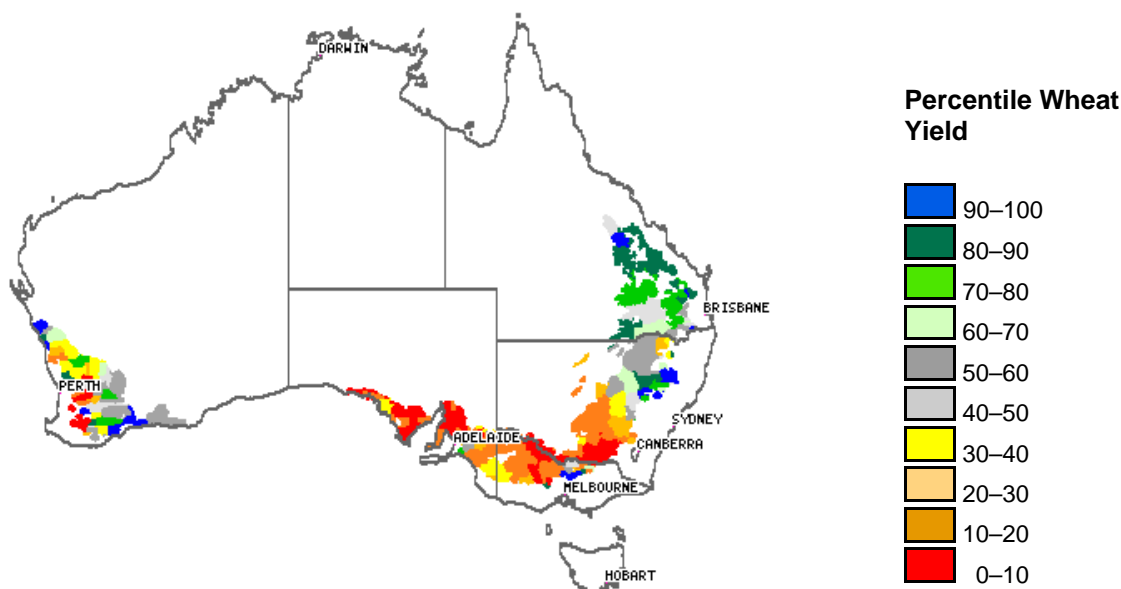 DARWIN
BRISBANE
PERTH
SYDNEY
ADELAIDE
CANBERRA
MELBOURNE
HOBART
Percentile Wheat
Yield
90–100
80–90
70–80
60–70
50–60
40–50
30–40
20–30
10–20
0–10